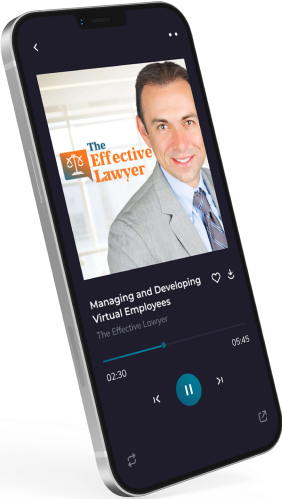 The
Effective
Lawyer
Managing and Developing
Virtual Employees
The Effective Lawyer
02:30
05:45